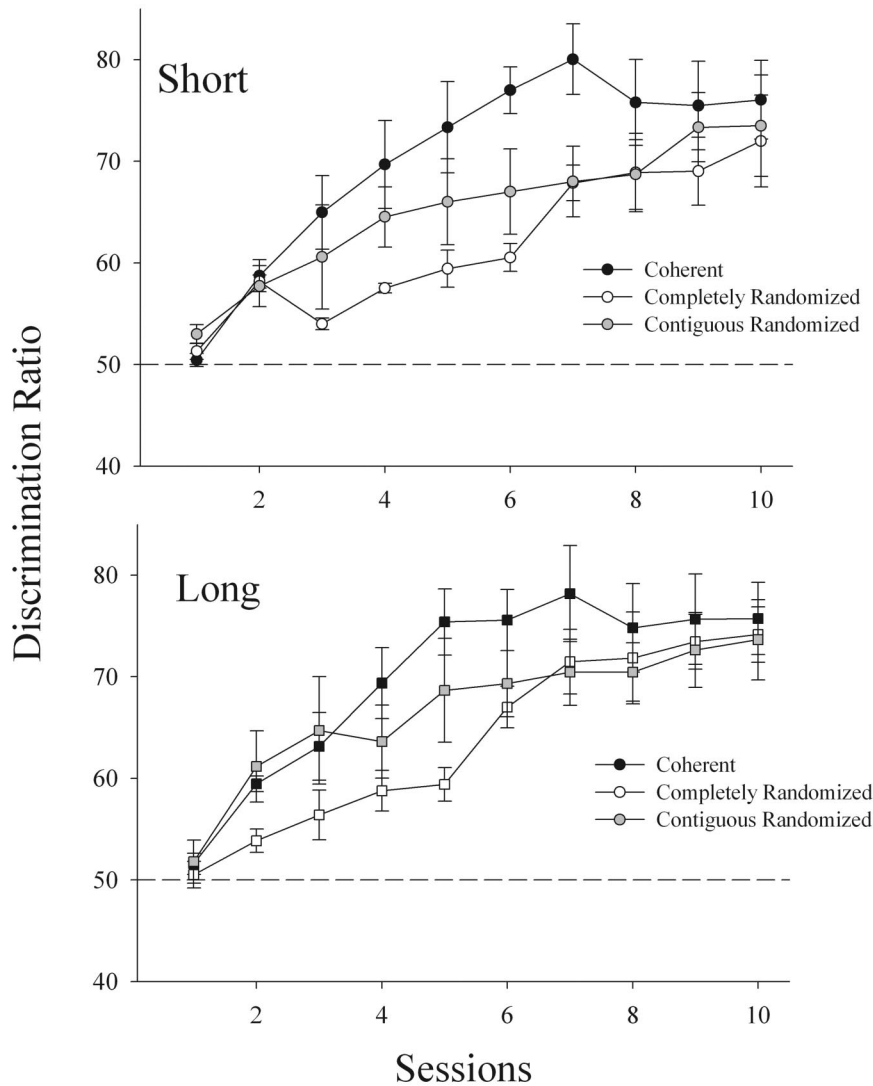 Discrimination Ratio
Short
80
70
60
50
40
Coherent
Completely Randomized
Contiguous Randomized
2 4 6 8 10
Long
80
70
60
50
40
Coherent
Completely Randomized
Contiguous Randomized
2 4 6 8 10
Sessions